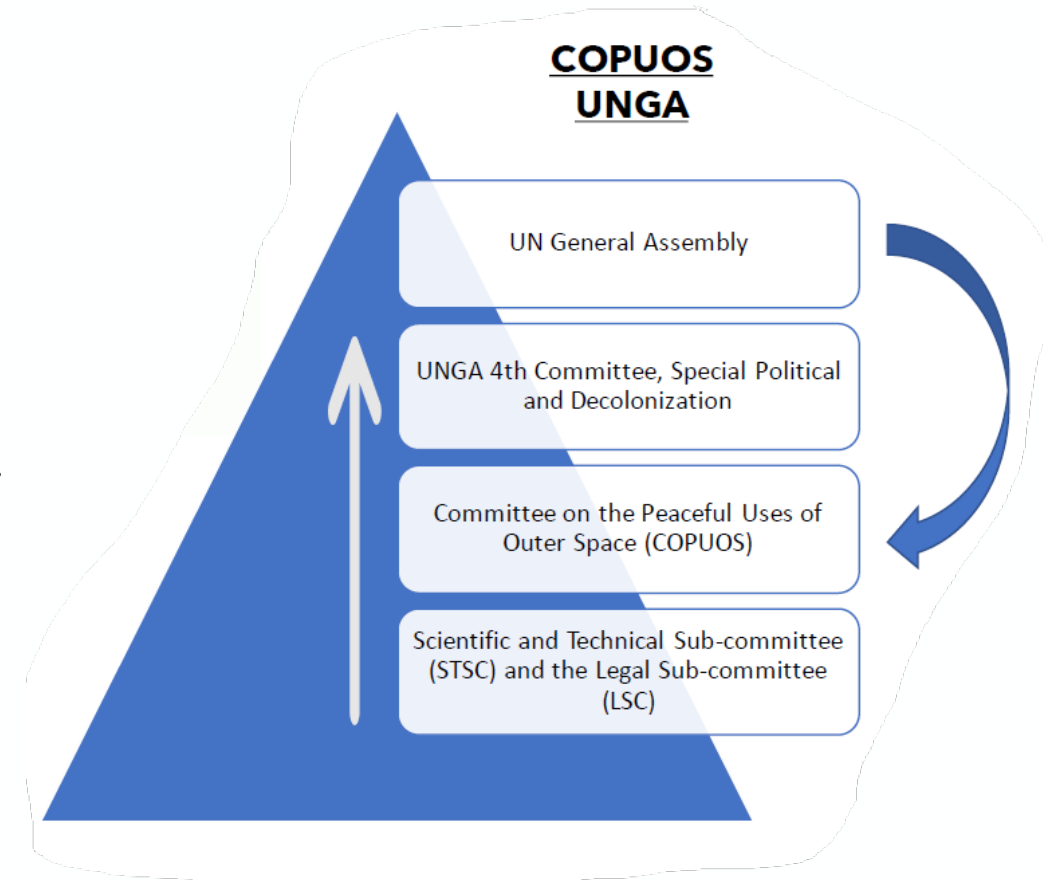 COPUOS
UNGA
UN General Assembly
UNGA 4th Committee, Special Political
and Decolonization
Committee on the Peaceful Uses of
Outer Space (COPUOS)
Scientific and Technical Sub-committee
(STSC) and the Legal Sub-committee
(LSC)